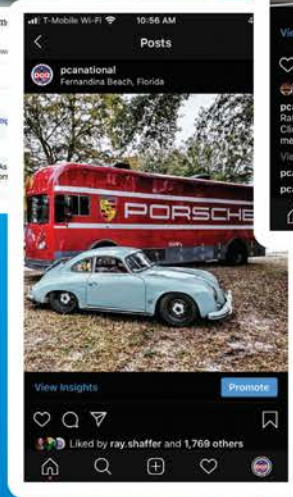 T-Mobile Wi-Fi 10:56 AM 4
Posts
pcanational
Fernandina Beach, Florida
PORSCHE
View Insights
Promote
Liked by ray.shaffer and 1,769 others